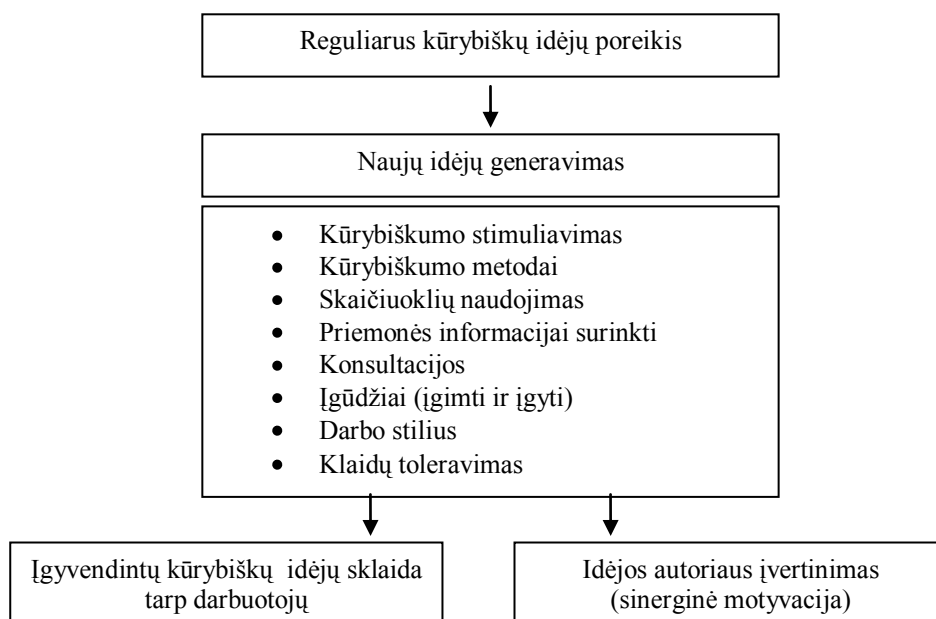 Reguliarus kūrybiškų idėjų poreikis
Naujų idėjų generavimas
• Kūrybiškumo stimuliavimas
• Kūrybiškumo metodai
• Skaičiuoklių naudojimas
• Priemonės informacijai surinkti
• Konsultacijos
• Įgūdžiai (įgimti ir įgyti)
• Darbo stilius
• Klaidų toleravimas
Įgyvendintų kūrybiškų idėjų sklaida
tarp darbuotojų
Idėjos autoriaus įvertinimas
(sinerginė motyvacija)